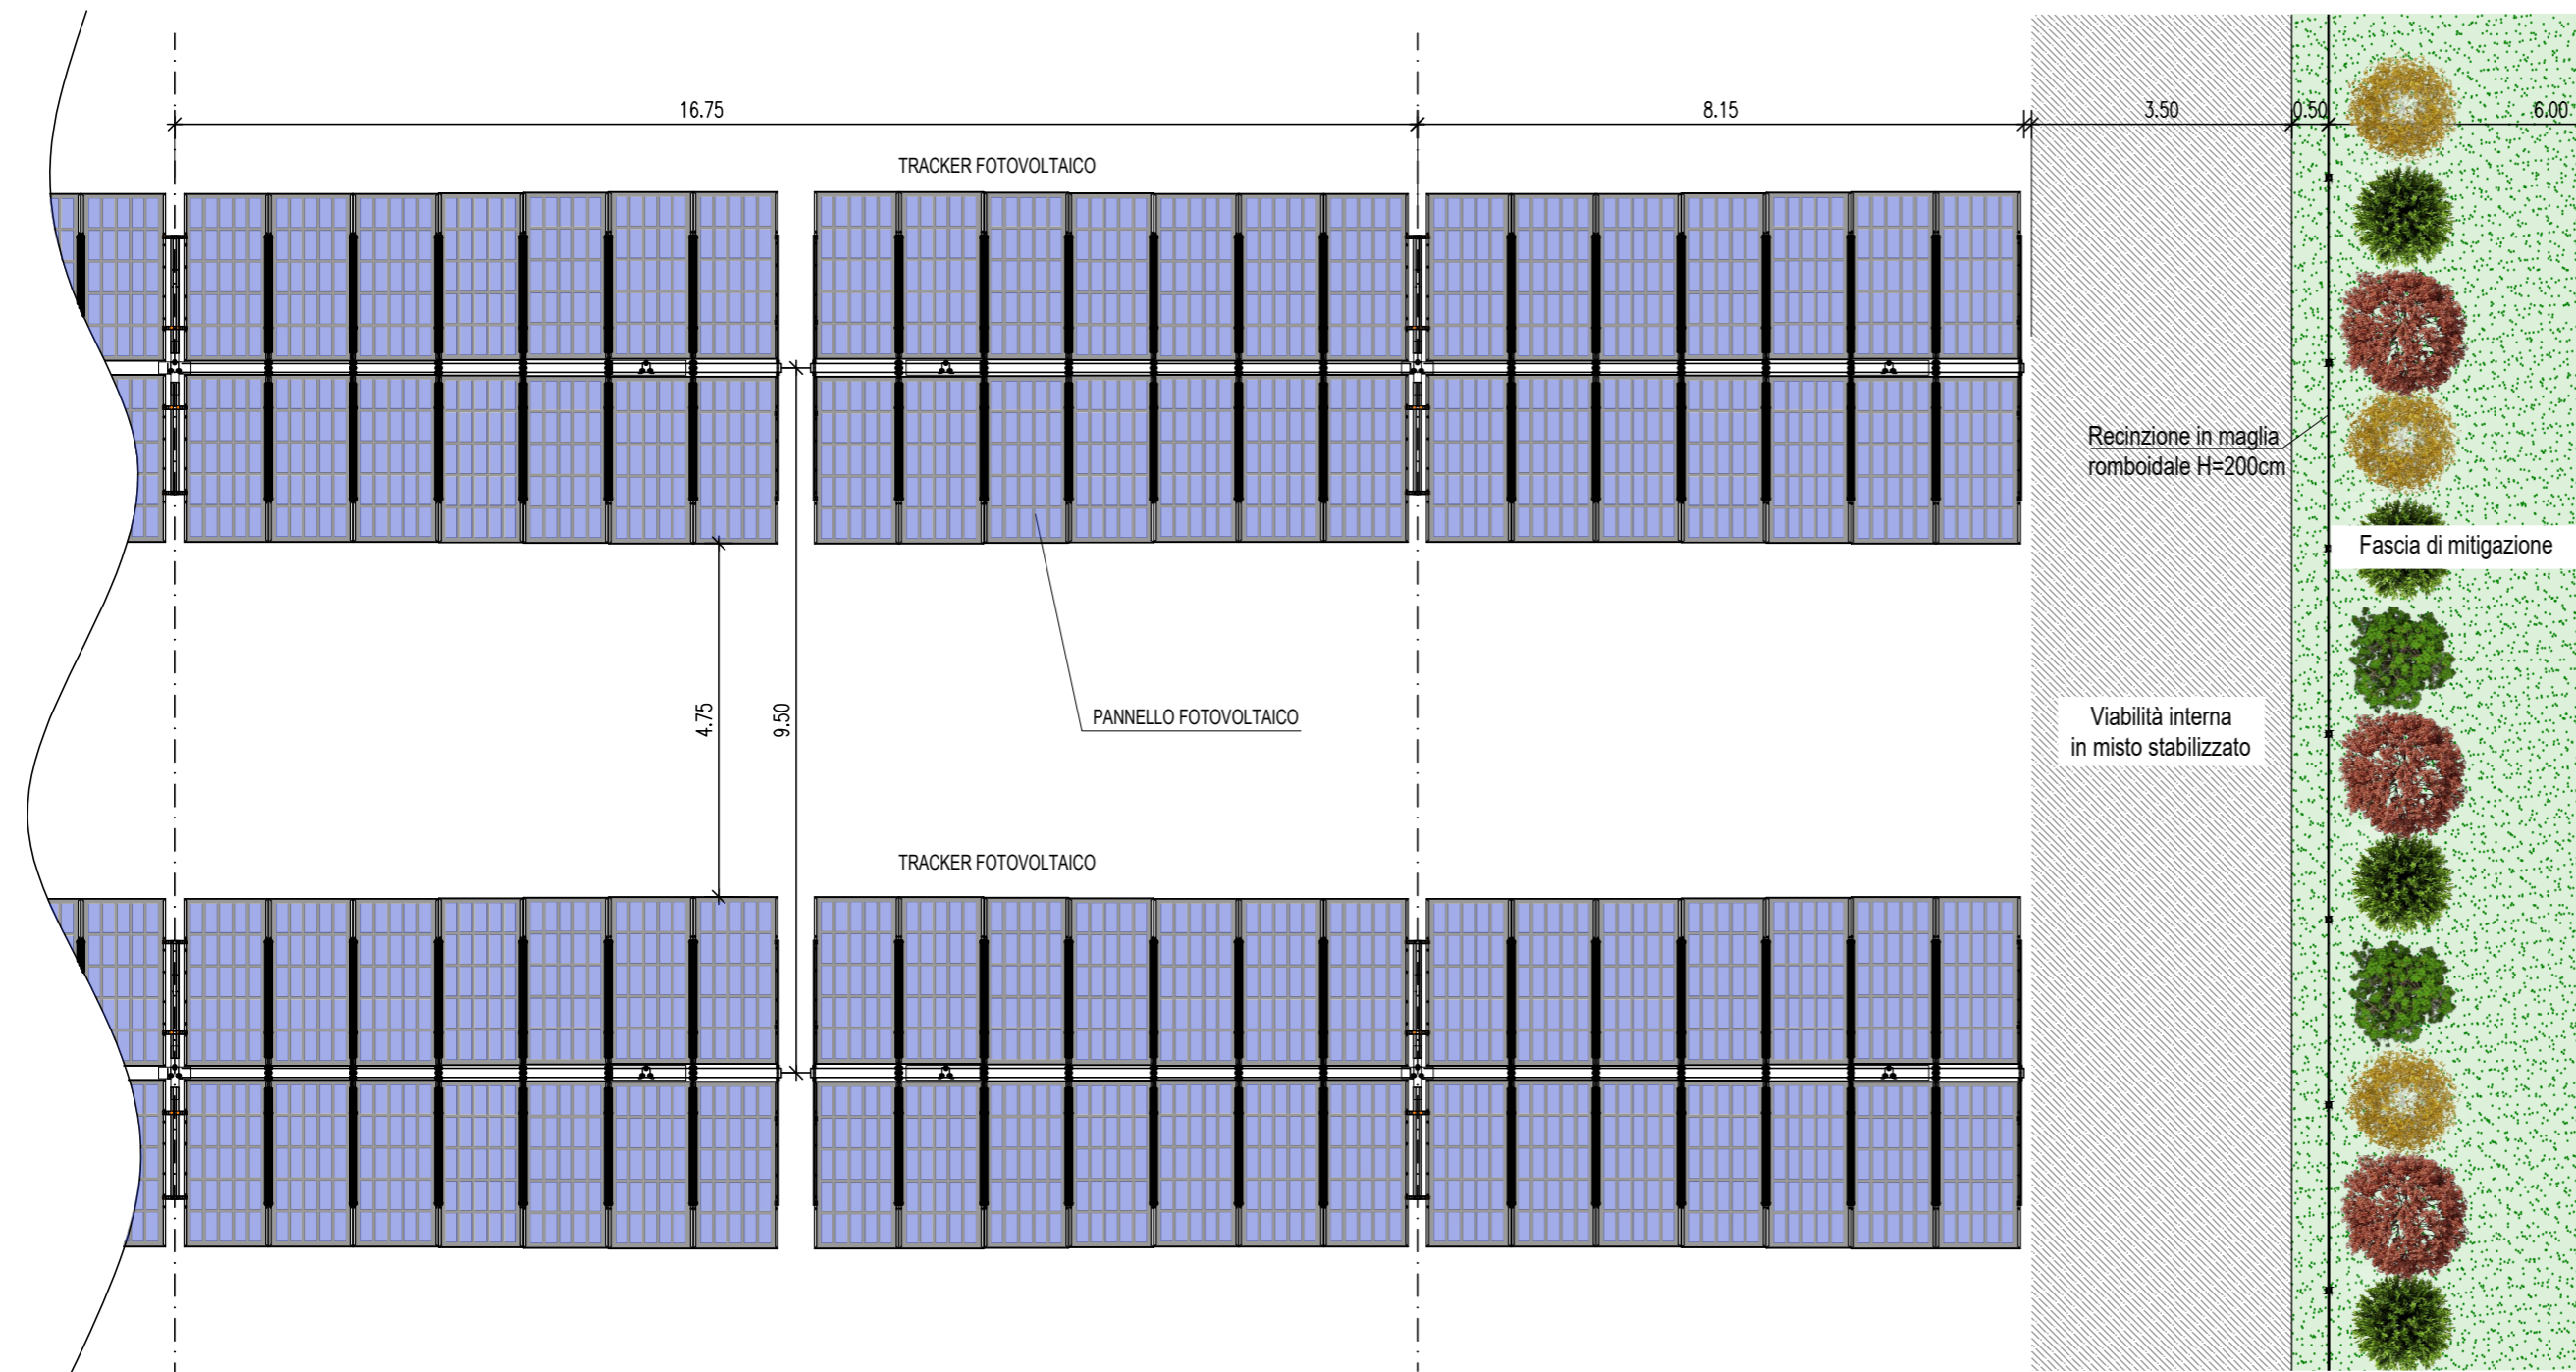 16.75
8.15
3.50
0.50
6.00
TRACKER FOTOVOLTAICO
Recinzione in maglia
romboidale H=200cm
Fascia di mitigazione
4.75
9.50
PANNELLO FOTOVOLTAICO
Viabilità interna
in misto stabilizzato
TRACKER FOTOVOLTAICO